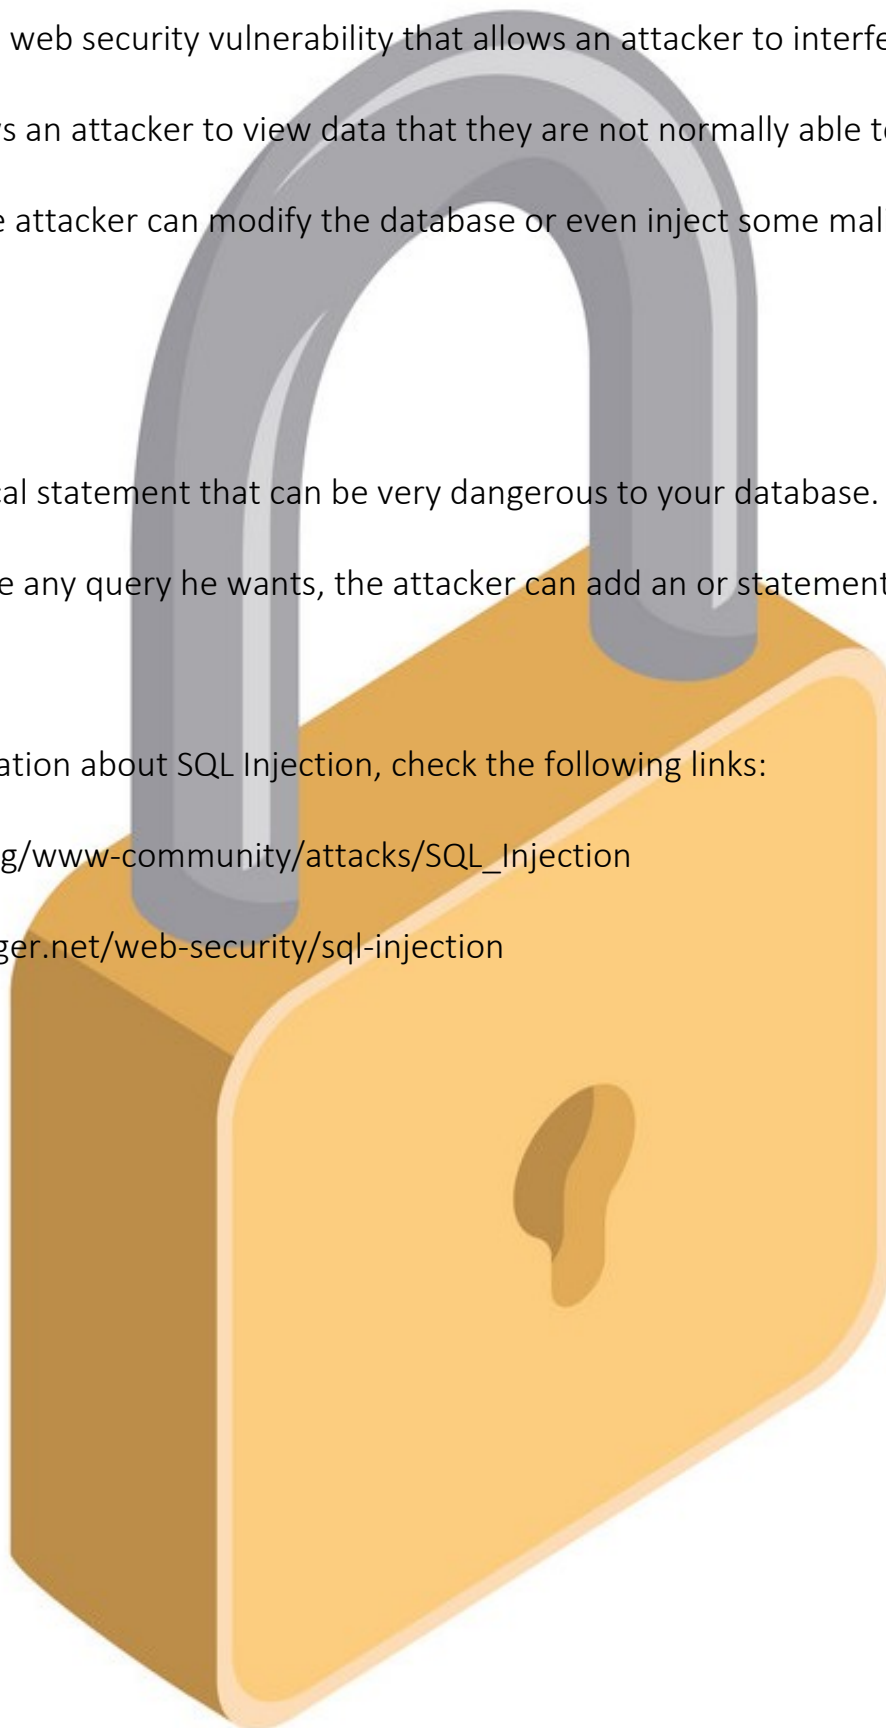 web security vulnerability that allows an attacker to interfe
s an attacker to view data that they are not normally able to
e attacker can modify the database or even inject some mal
cal statement that can be very dangerous to your database.
e any query he wants, the attacker can add an or statement
ation about SQL Injection, check the following links:
g/www-community/attacks/SQL_Injection
ger.net/web-security/sql-injection